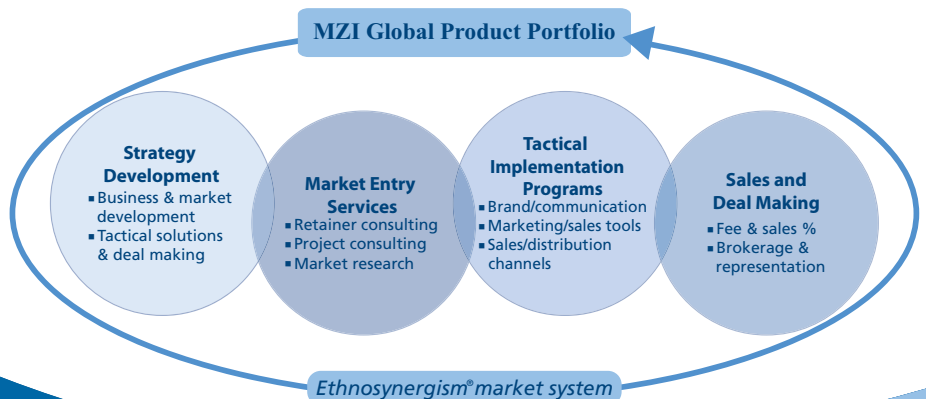 MZI Global Product Portfolio
Strategy
Development
▪ Business & market
development
▪ Tactical solutions
& deal making
Market Entry
Services
▪ Retainer consulting
▪ Project consulting
▪ Market research
Tactical
Implementation
Programs
▪ Brand/communication
▪ Marketing/sales tools
▪ Sales/distribution
channels
Sales and
Deal Making
▪ Fee & sales %
▪ Brokerage &
representation
Ethnosynergism® market system